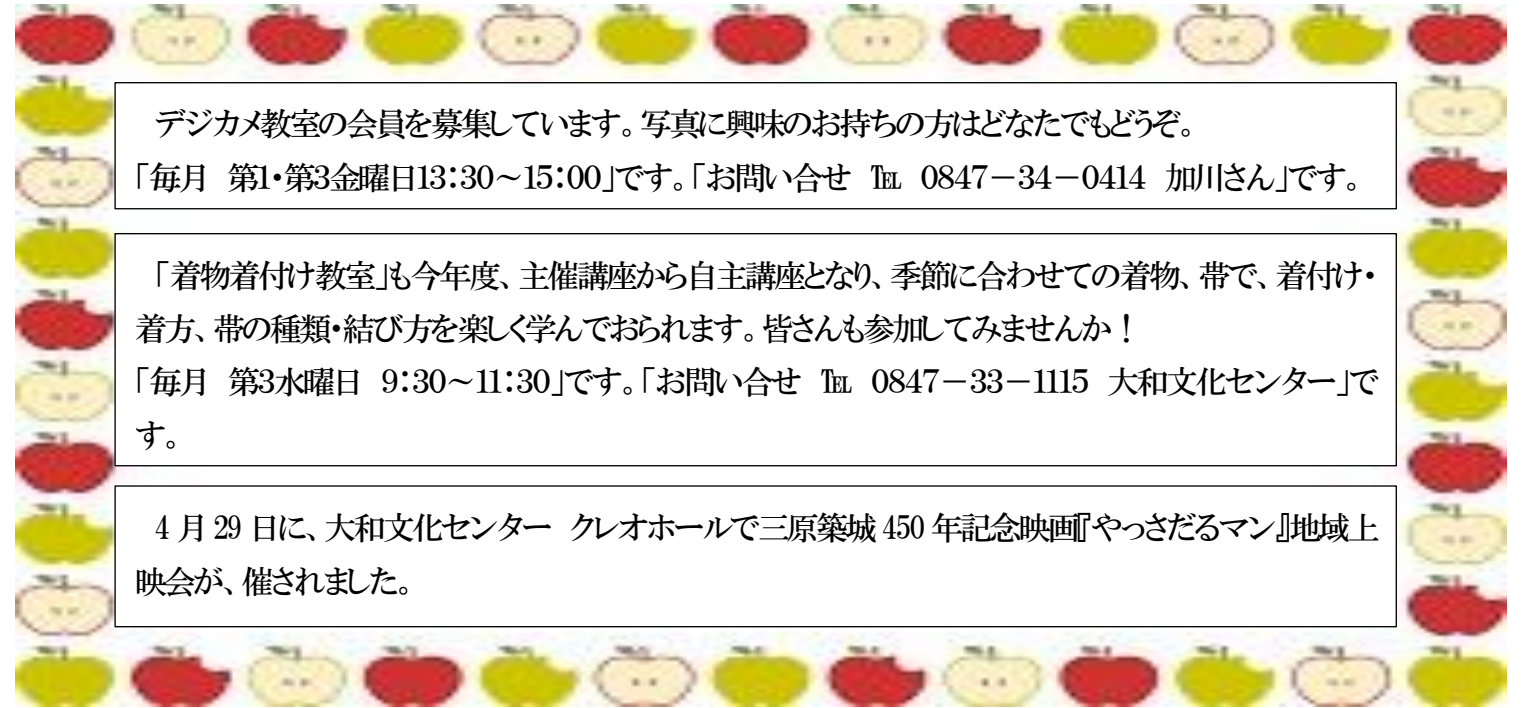 デジカメ教室の会員を募集しています。写真に興味のお持ちの方はどなたでもどうぞ。
「毎月　第1・第3金曜日13：30～15：00」です。「お問い合せ　℡　0847－34－0414　加川さん」です。
「着物着付け教室」も今年度、主催講座から自主講座となり、季節に合わせての着物、帯で、着付け・
着方、帯の種類・結び方を楽しく学んでおられます。皆さんも参加してみませんか！
「毎月　第3水曜日　9：30～11：30」です。「お問い合せ　℡　0847－33－1115　大和文化センター」で
す。
4月29日に、大和文化センター　クレオホールで三原築城450年記念映画『やっさだるマン』地域上
映会が、催されました。